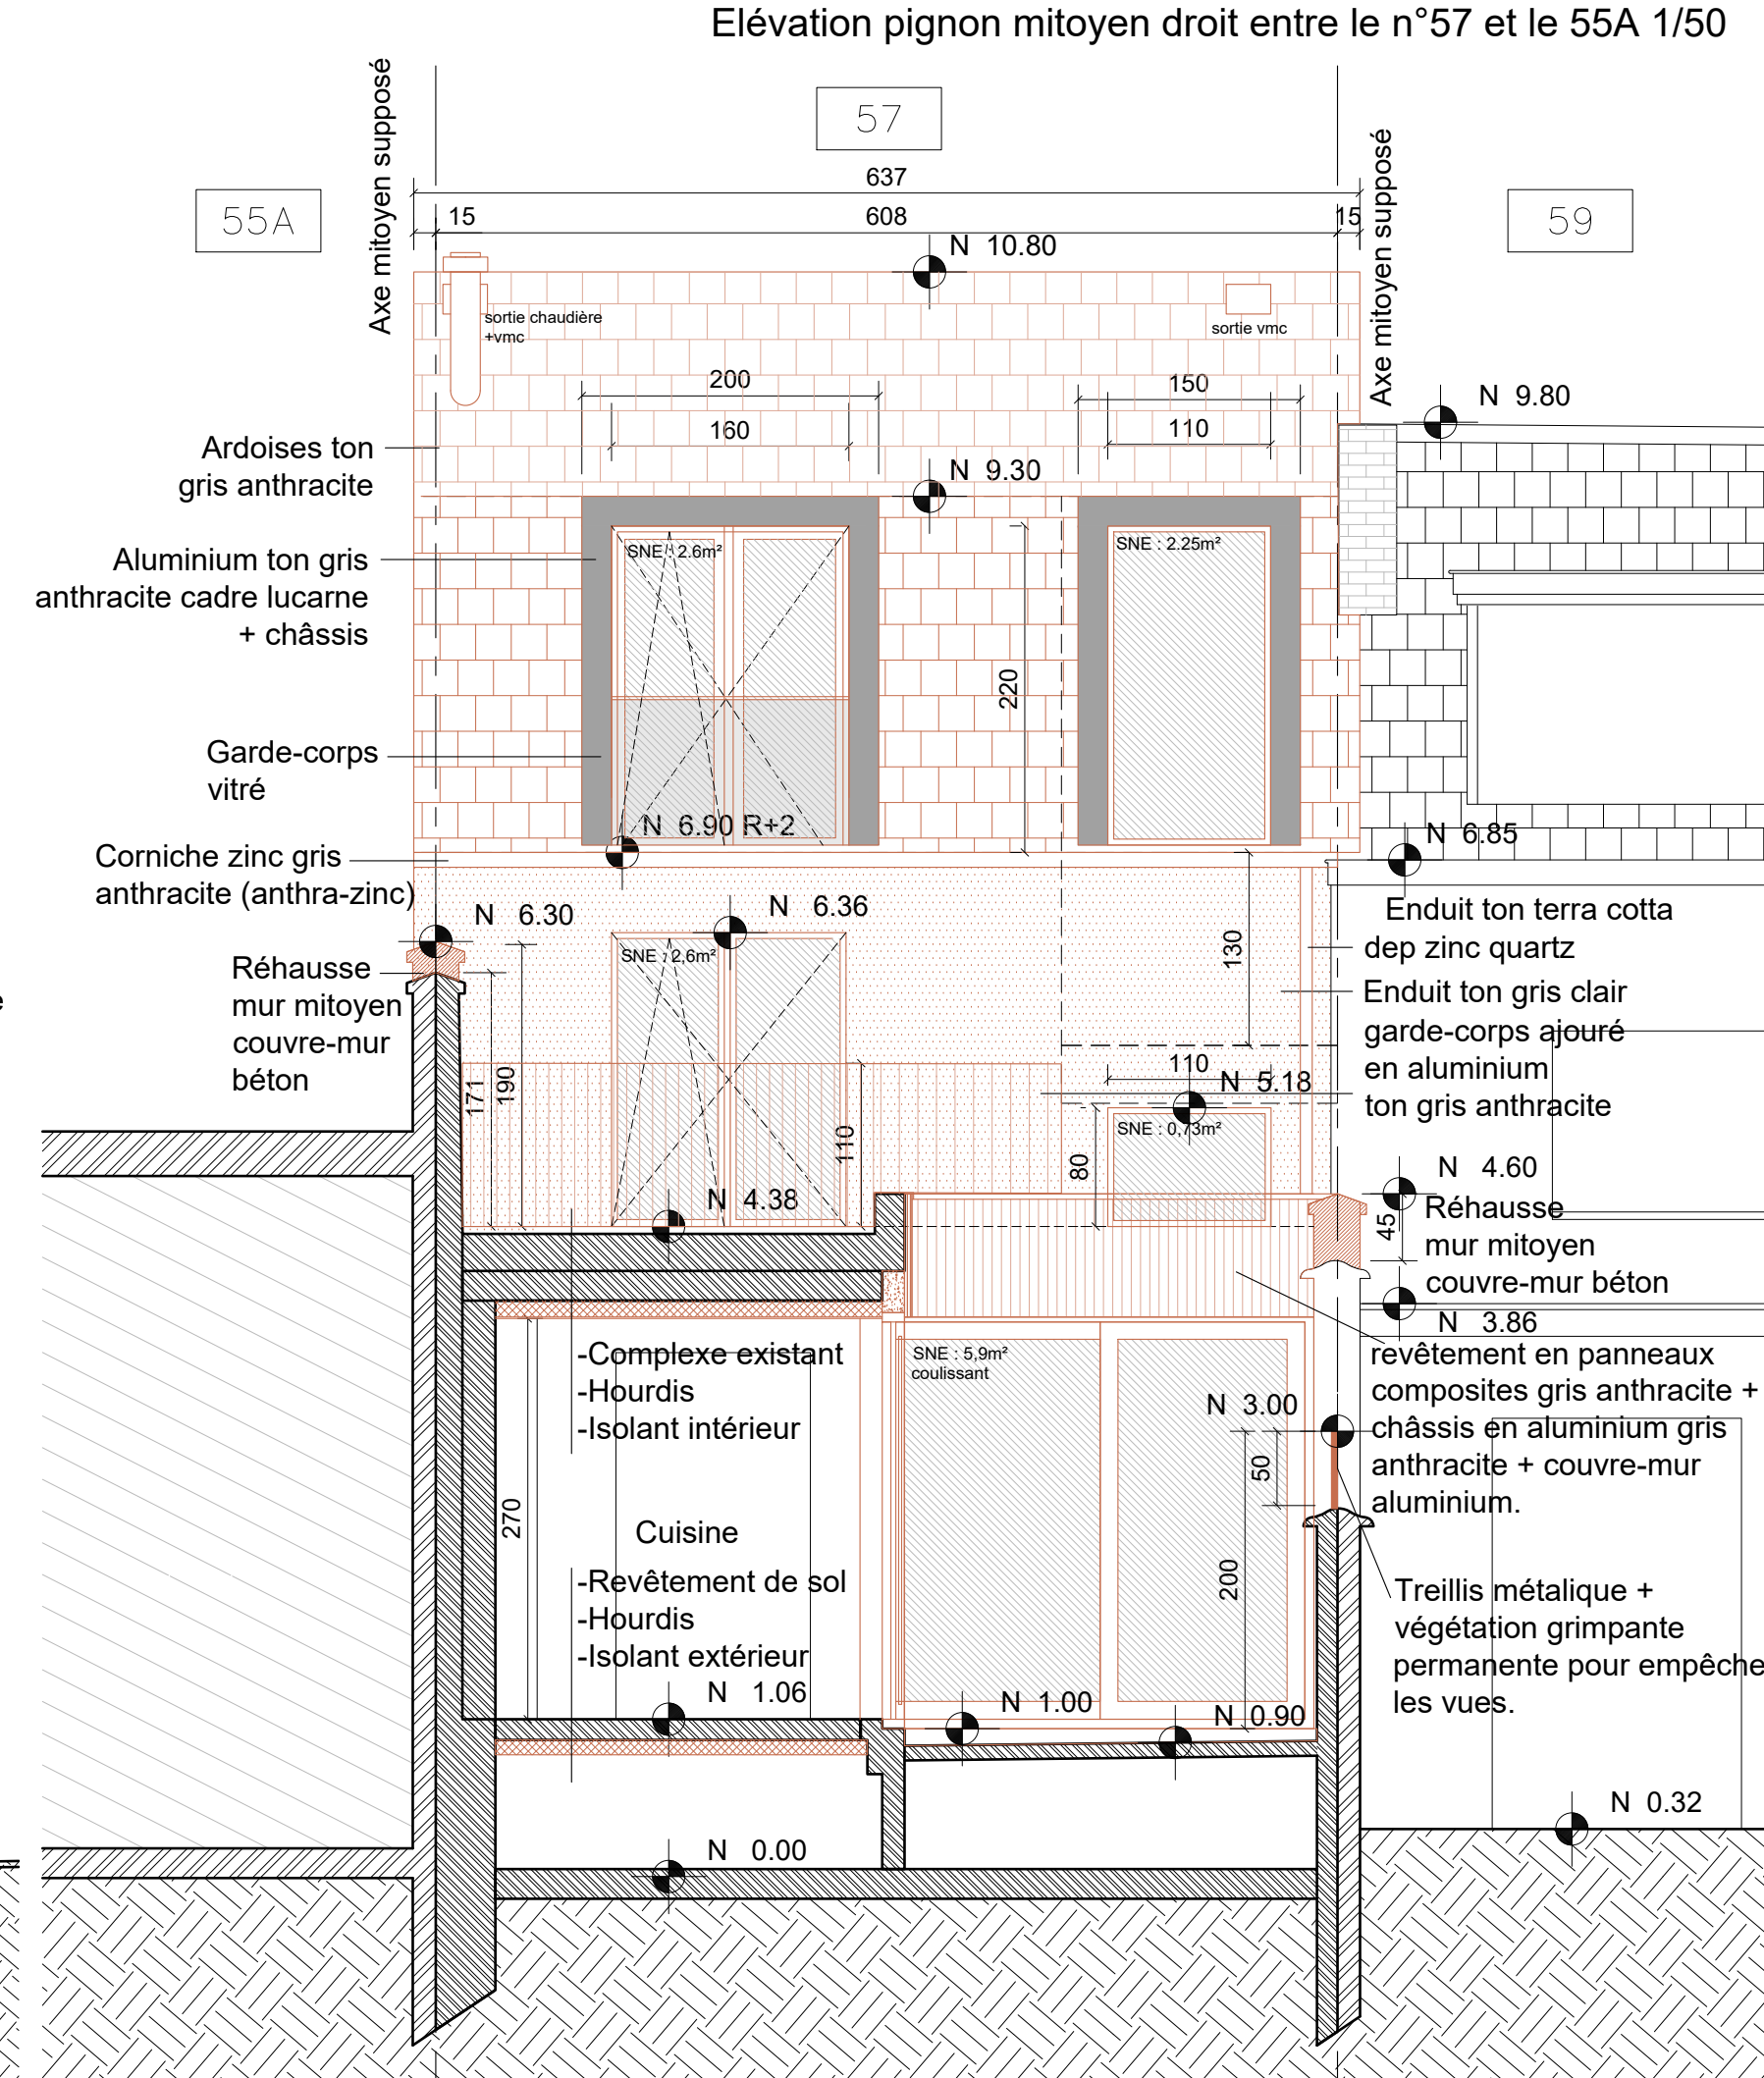 Elévation pignon mitoyen droit entre le n°57 et le 55A 1/50
Axe mitoyen supposé
57
55A
59
Axe mitoyen supposé
637
15
608
15
N 10.80
sortie chaudière
+vmc
sortie vmc
200
150
160
110
N 9.80
Ardoises ton
gris anthracite
N 9.30
Aluminium ton gris
anthracite cadre lucarne
+ châssis
SNE : 2.6m²
SNE : 2.25m²
220
Garde-corps
vitré
N 6.90 R+2
N 6.85
Corniche zinc gris
anthracite (anthra-zinc)
N 6.30
N 6.36
Enduit ton terra cotta
dep zinc quartz
Enduit ton gris clair
garde-corps ajouré
en aluminium
ton gris anthracite
SNE : 2,6m²
130
Réhausse
mur mitoyen
couvre-mur
béton
171
190
110
110
N 5.18
SNE : 0,73m²
80
N 4.38
N 4.60
45
Réhausse
mur mitoyen
couvre-mur béton
N 3.86
-Complexe existant
-Hourdis
-Isolant intérieur
SNE : 5,9m²
coulissant
revêtement en panneaux
composites gris anthracite +
châssis en aluminium gris
anthracite + couvre-mur
aluminium.
N 3.00
50
270
Cuisine
200
-Revêtement de sol
-Hourdis
-Isolant extérieur
Treillis métalique +
végétation grimpante
permanente pour empêche
les vues.
N 1.06
N 1.00
N 0.90
N 0.32
N 0.00